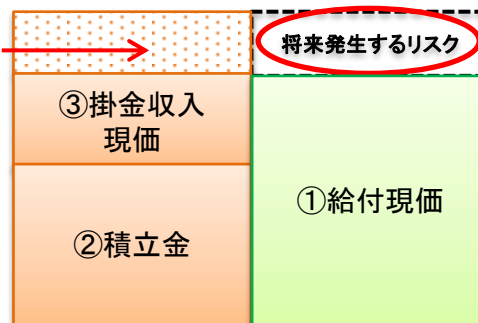 将来発生するリスク
③掛金収入
現価
①給付現価
②積立金